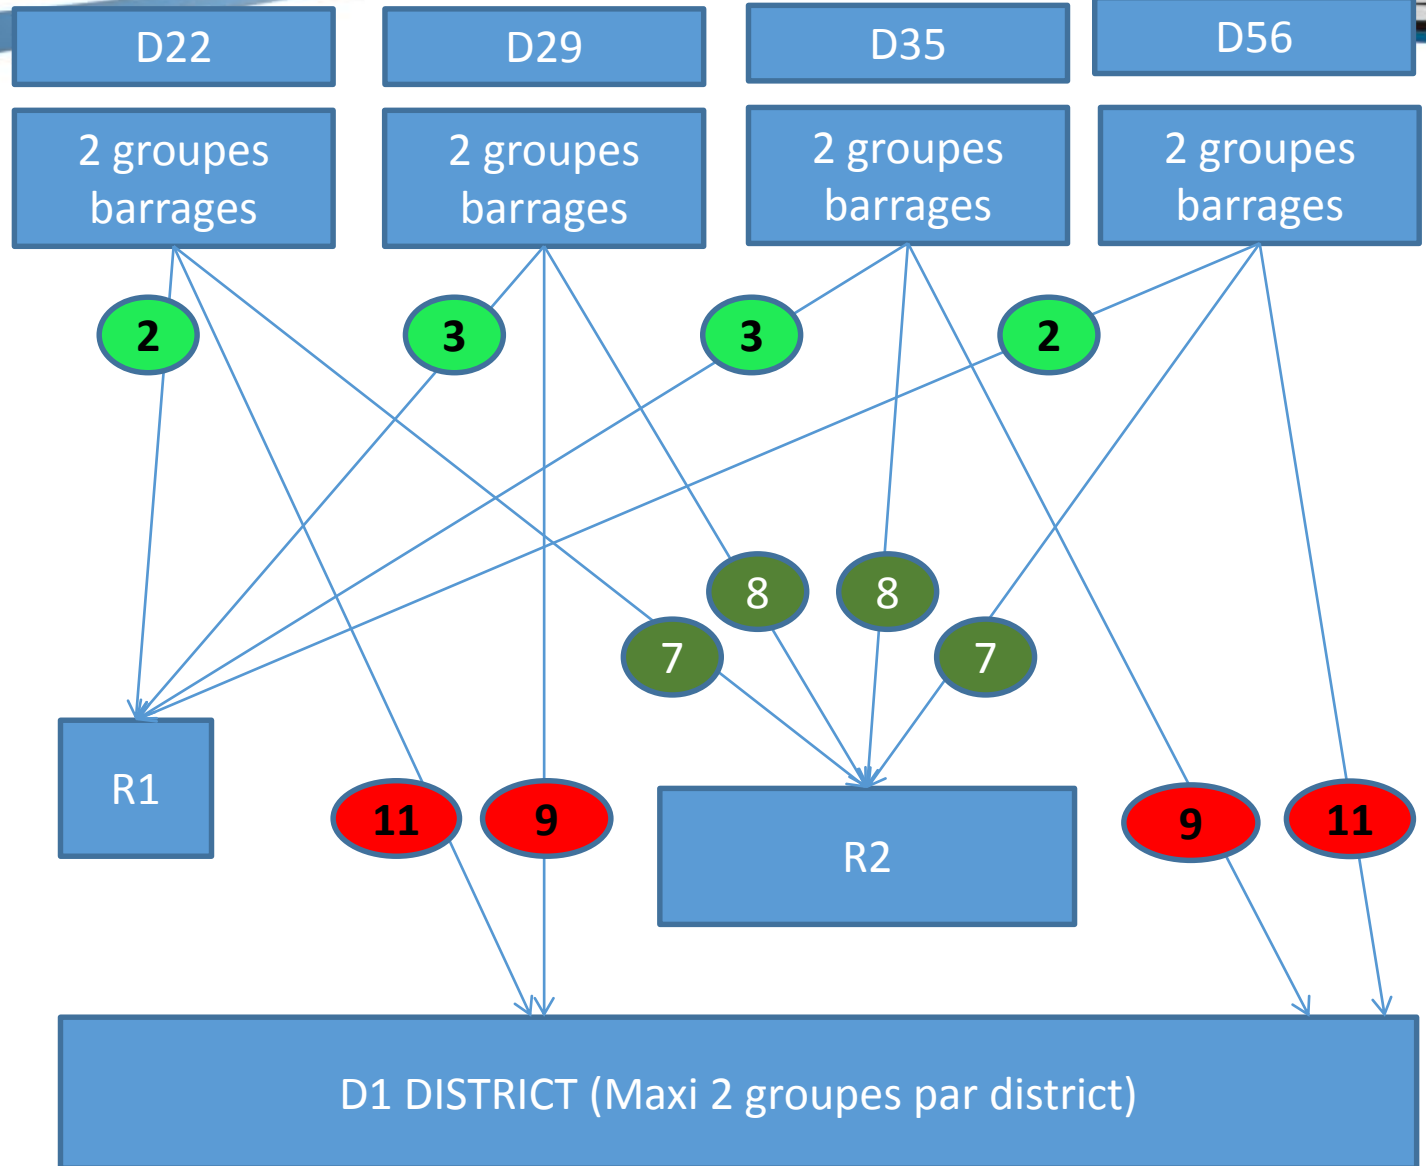 D22
D29
D35
D56
2 groupes
barrages
2 groupes
barrages
2 groupes
barrages
2 groupes
barrages
2
3
3
2
8
8
7
7
R1
11
9
R2
9
11
D1 DISTRICT (Maxi 2 groupes par district)